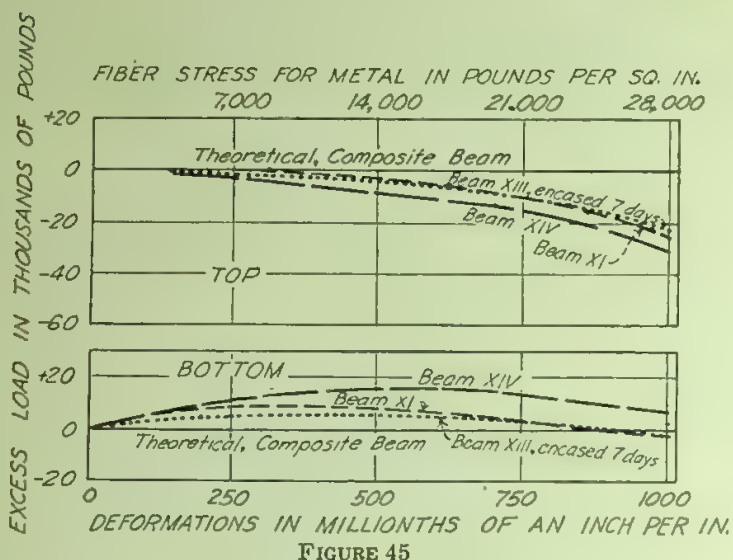 FIBER STRESS FOR METAL IN POUNDS PER SQ. IN.
7,000 14,000 21,000 28,000
EXCESS LOAD IN THOUSANDS OF POUNDS
+20
0
-20
-40
-60
Theoretical, Composite Beam
Beam XIII, encased 7 days
Beam XIV
Beam XI
TOP
BOTTOM
+20
0
-20
Beam XIV
Beam XI
Theoretical, Composite Beam
Beam XIII, encased 7 days
0 250 500 750 1000
DEFORMATIONS IN MILLIONTHS OF AN INCH PER IN.
FIGURE 45